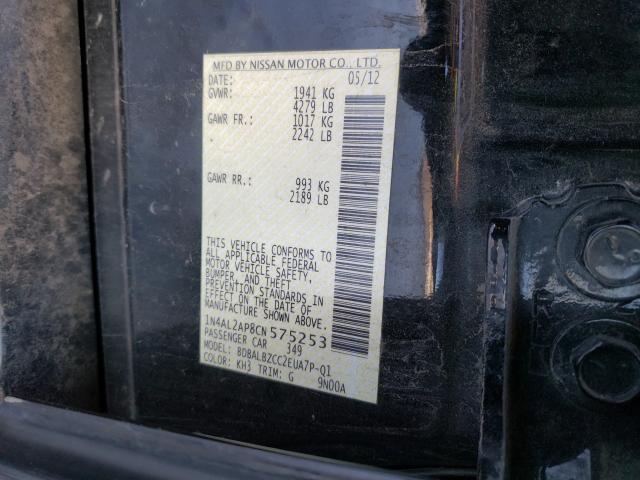 MFD BY NISSAN MOTOR CO., LTD.
DATE: 05/12
GVWR: 1941 KG
4279 LB
GAWR FR.: 1017 KG
2242 LB
GAWR RR.: 993 KG
2189 LB
THIS VEHICLE CONFORMS TO
ALL APPLICABLE FEDERAL
MOTOR VEHICLE SAFETY,
BUMPER, AND THEFT
PREVENTION STANDARDS IN
EFFECT ON THE DATE OF
MANUFACTURE SHOWN ABOVE.
1N4AL2AP8CN575253
PASSENGER CAR 349
MODEL: BDBALBZCC2EUA7P-Q1
COLOR: KH3 TRIM: G 9N00A